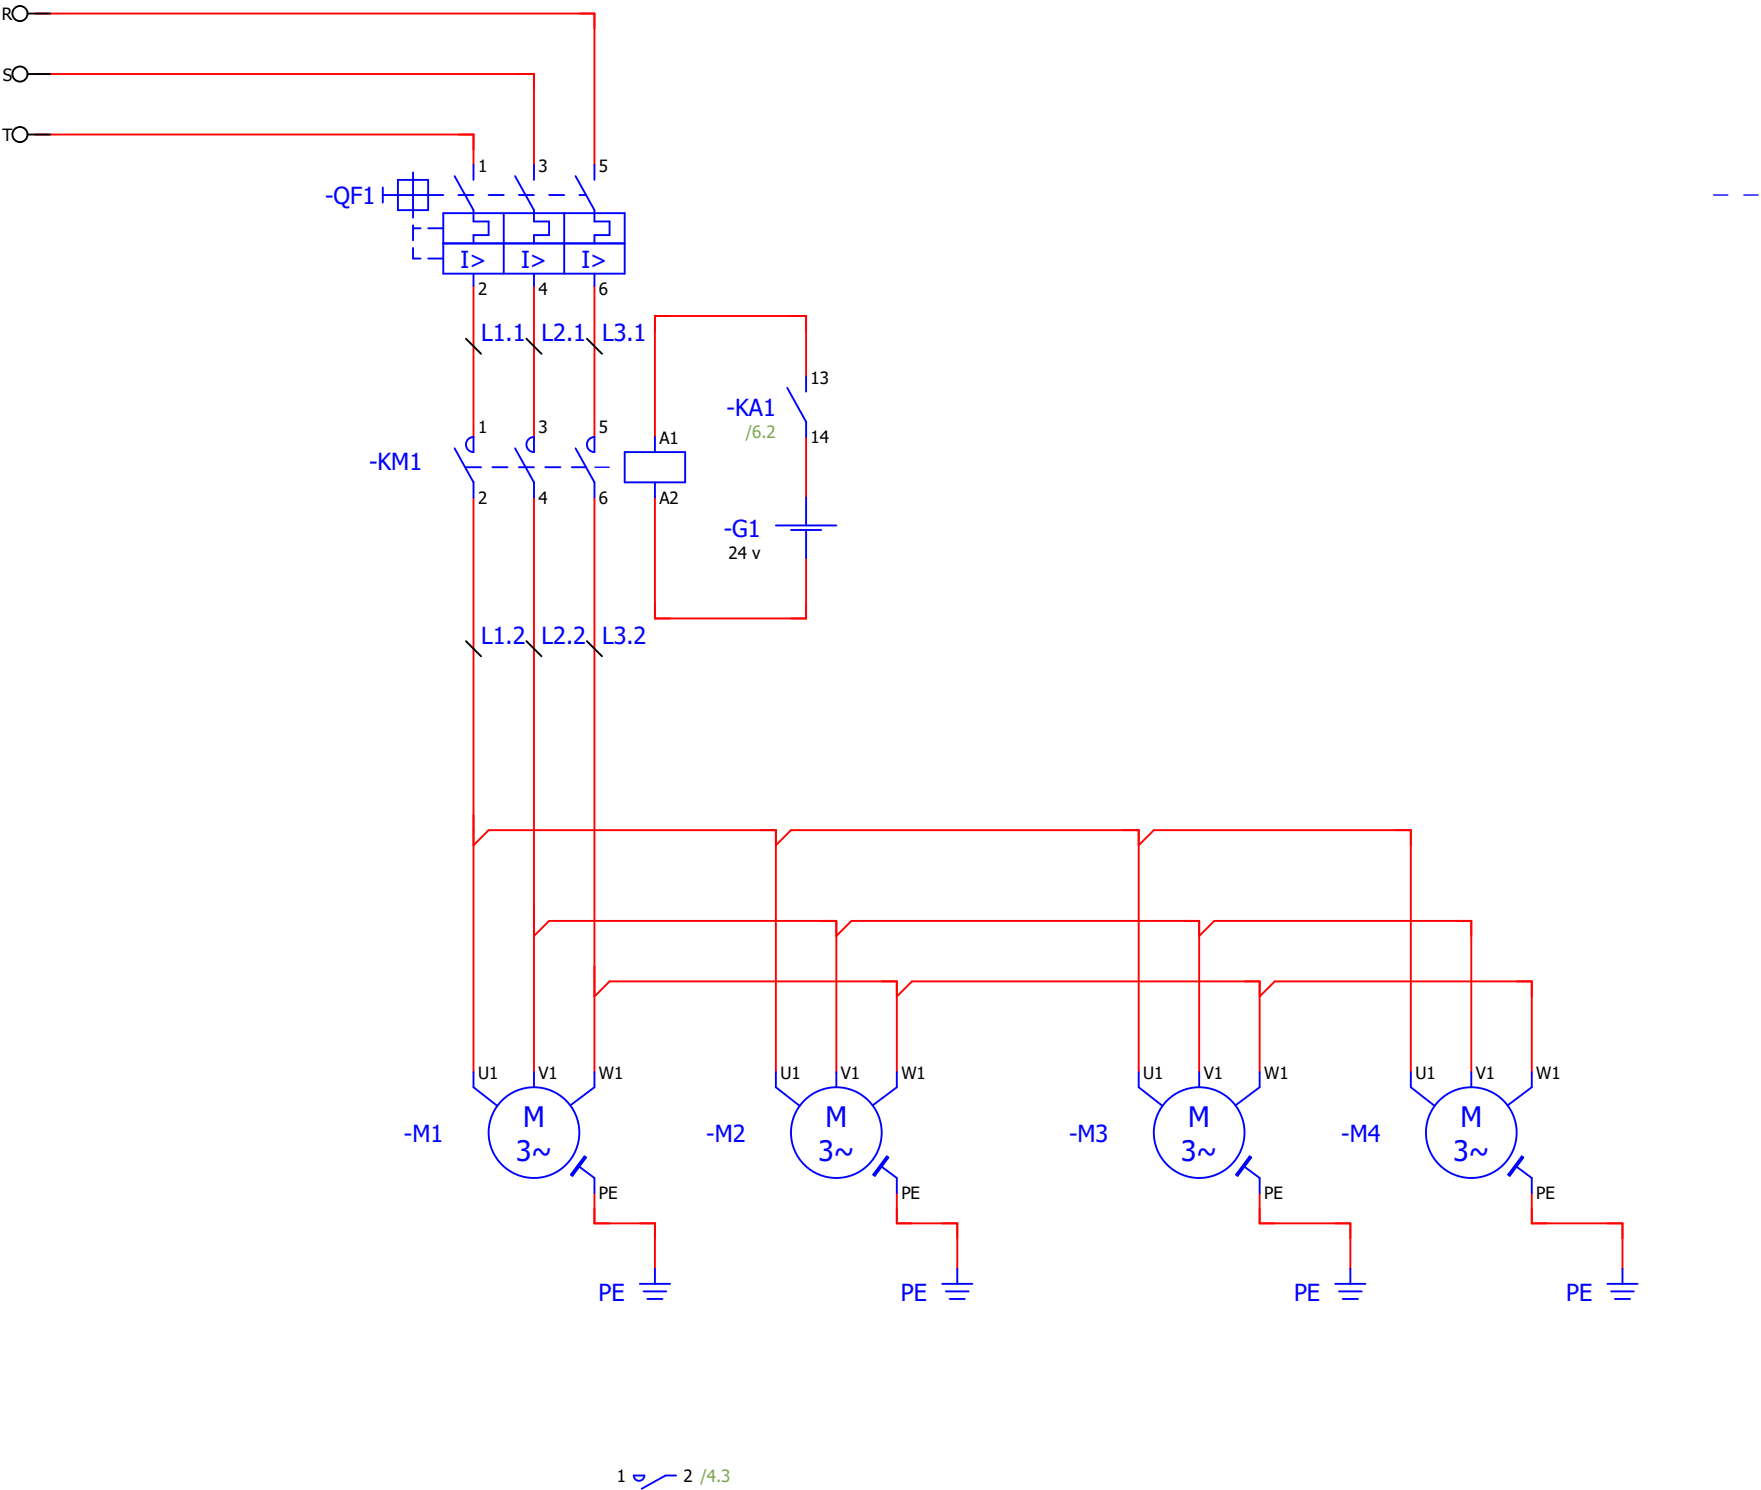 R
S
T
1 3 5
-QF1
I> I> I>
2 4 6
L1.1 L2.1 L3.1
13
-KA1
/6.2
14
1 3 5 A1
-KM1
2 4 6 A2
-G1
24 v
L1.2 L2.2 L3.2
U1 V1 W1 U1 V1 W1 U1 V1 W1 U1 V1 W1
-M1 M 3~ -M2 M 3~ -M3 M 3~ -M4 M 3~
PE PE PE PE
PE PE PE PE
1 2 /4.3